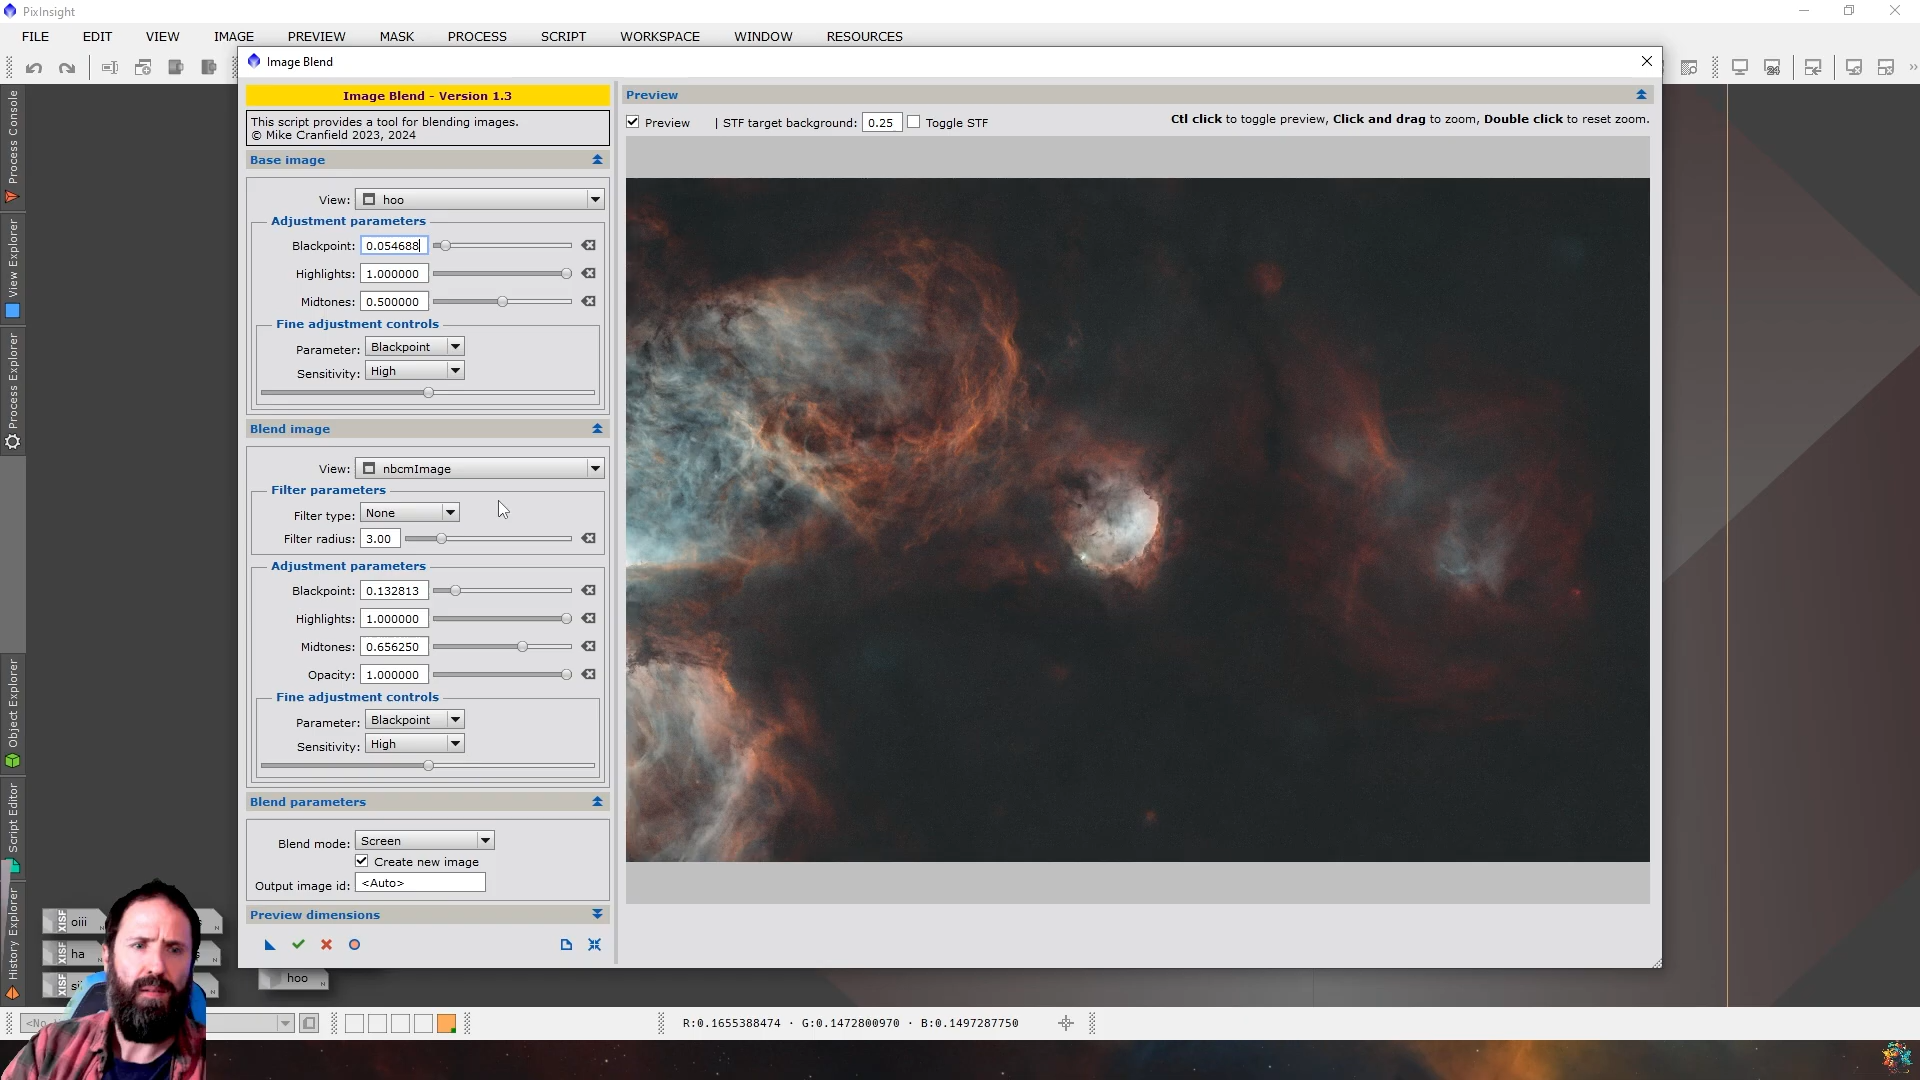 PixInsight
FILE EDIT VIEW IMAGE PREVIEW MASK PROCESS SCRIPT WORKSPACE WINDOW RESOURCES
Image Blend
Process Console
View Explorer
Process Explorer
Object Explorer
Script Editor
History Explorer
Image Blend - Version 1.3
This script provides a tool for blending images.
© Mike Cranfield 2023, 2024
Base image
View: hoo
Adjustment parameters
Blackpoint: 0.054688
Highlights: 1.000000
Midtones: 0.500000
Fine adjustment controls
Parameter: Blackpoint
Sensitivity: High
Blend image
View: nbcmImage
Filter parameters
Filter type: None
Filter radius: 3.00
Adjustment parameters
Blackpoint: 0.132813
Highlights: 1.000000
Midtones: 0.656250
Opacity: 1.000000
Fine adjustment controls
Parameter: Blackpoint
Sensitivity: High
Blend parameters
Blend mode: Screen
Create new image
Output image id: <Auto>
Preview dimensions
Preview
Preview | STF target background: 0.25 Toggle STF
Ctl click to toggle preview, Click and drag to zoom, Double click to reset zoom.
XISF oiii
XISF ha
XISF
hoo
R:0.1655388474 · G:0.1472800970 · B:0.1497287750